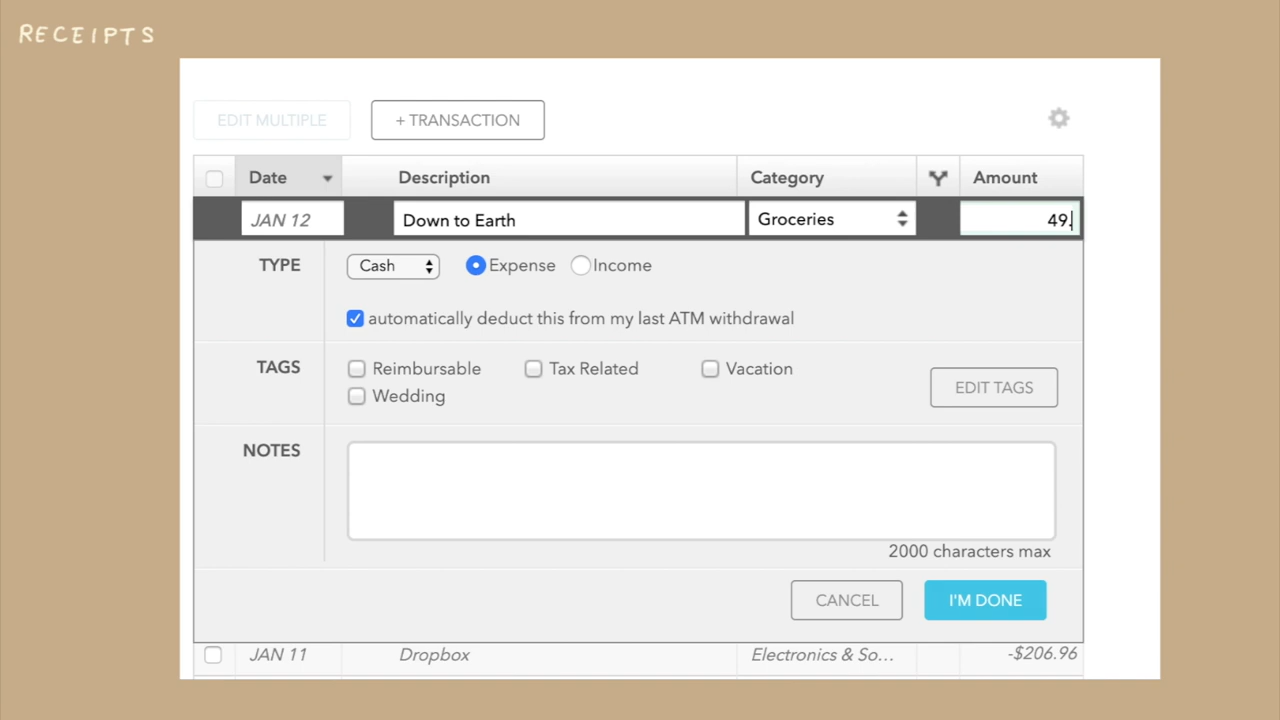 RECEIPTS
EDIT MULTIPLE + TRANSACTION
Date Description Category Amount
JAN 12 Down to Earth Groceries 49.
TYPE Cash Expense Income
automatically deduct this from my last ATM withdrawal
TAGS Reimbursable Tax Related Vacation
Wedding EDIT TAGS
NOTES
2000 characters max
CANCEL I'M DONE
JAN 11 Dropbox Electronics & So... -$206.96